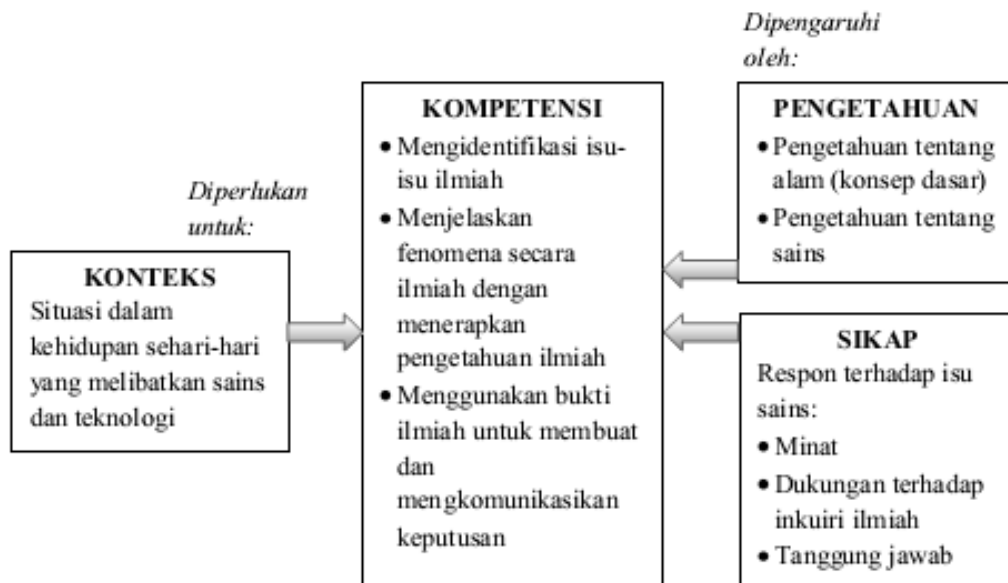 Diperlukan
untuk:
KONTEKS
Situasi dalam
kehidupan sehari-hari
yang melibatkan sains
dan teknologi
KOMPETENSI
• Mengidentifikasi isu-
isu ilmiah
• Menjelaskan
fenomena secara
ilmiah dengan
menerapkan
pengetahuan ilmiah
• Menggunakan bukti
ilmiah untuk membuat
dan
mengkomunikasikan
keputusan
Dipengaruhi
oleh:
PENGETAHUAN
• Pengetahuan tentang
alam (konsep dasar)
• Pengetahuan tentang
sains
SIKAP
Respon terhadap isu
sains:
• Minat
• Dukungan terhadap
inkuiri ilmiah
• Tanggung jawab